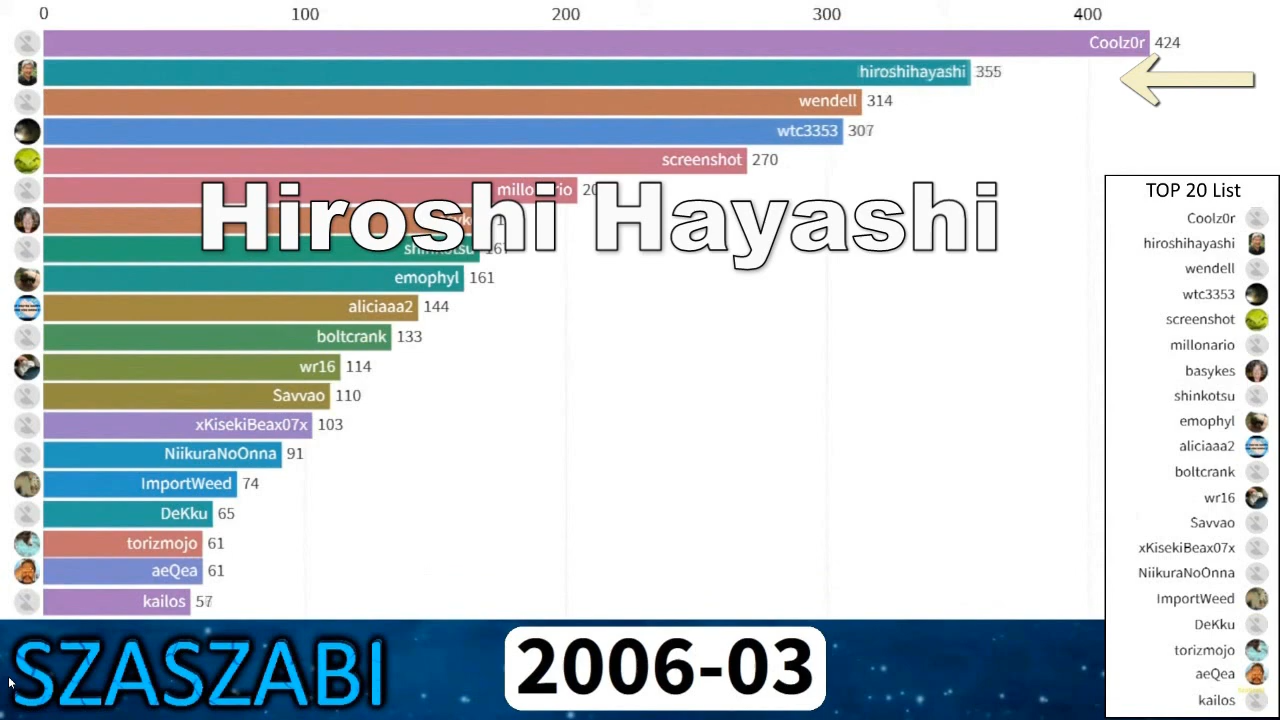 0 100 200 300 400
Coolz0r 424
hiroshihayashi 355
wendell 314
wtc3353 307
screenshot 270
Hiroshi Hayashi
emophyl 161
aliciaaa2 144
boltcrank 133
wr16 114
Savvao 110
xKisekiBeax07x 103
NiikuraNoOnna 91
ImportWeed 74
DeKku 65
torizmojo 61
aeQea 61
kailos 57
SZASZABI
2006-03
TOP 20 List
Coolz0r
hiroshihayashi
wendell
wtc3353
screenshot
millonario
basykes
shinkotsu
emophyl
aliciaaa2
boltcrank
wr16
Savvao
xKisekiBeax07x
NiikuraNoOnna
ImportWeed
DeKku
torizmojo
aeQea
kailos